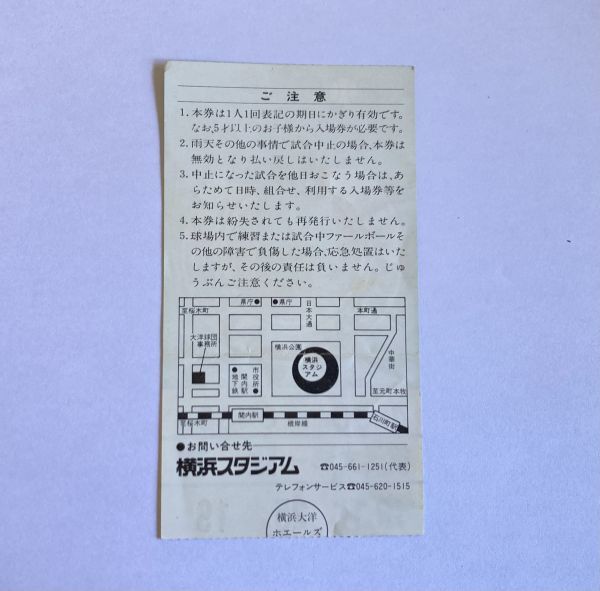 ご注意
1. 本券は1人1回表記の期日にかぎり有効です。
なお、5才以上のお子様から入場券が必要です。
2. 雨天その他の事情で試合中止の場合、本券は
無効となり払い戻しはいたしません。
3. 中止になった試合を他日おこなう場合は、あ
らためて日時、組合せ、利用する入場券等を
お知らせいたします。
4. 本券は紛失されても再発行いたしません。
5. 球場内で練習または試合中ファールボールそ
の他の障害で負傷した場合、応急処置はいた
しますが、その後の責任は負いません。じゅ
うぶんご注意ください。
県庁●
●県庁
至桜木町
日本大通
本町通
大洋球団
事務所
横浜公園
横浜
スタジ
アム
中華街
●市役所
●地下鉄
関内駅
至元町本牧
至桜木町
関内駅
根岸線
石川町駅
●お問い合せ先
横浜スタジアム ☎045-661-1251(代表)
テレフォンサービス☎045-620-1515
横浜大洋
ホエールズ